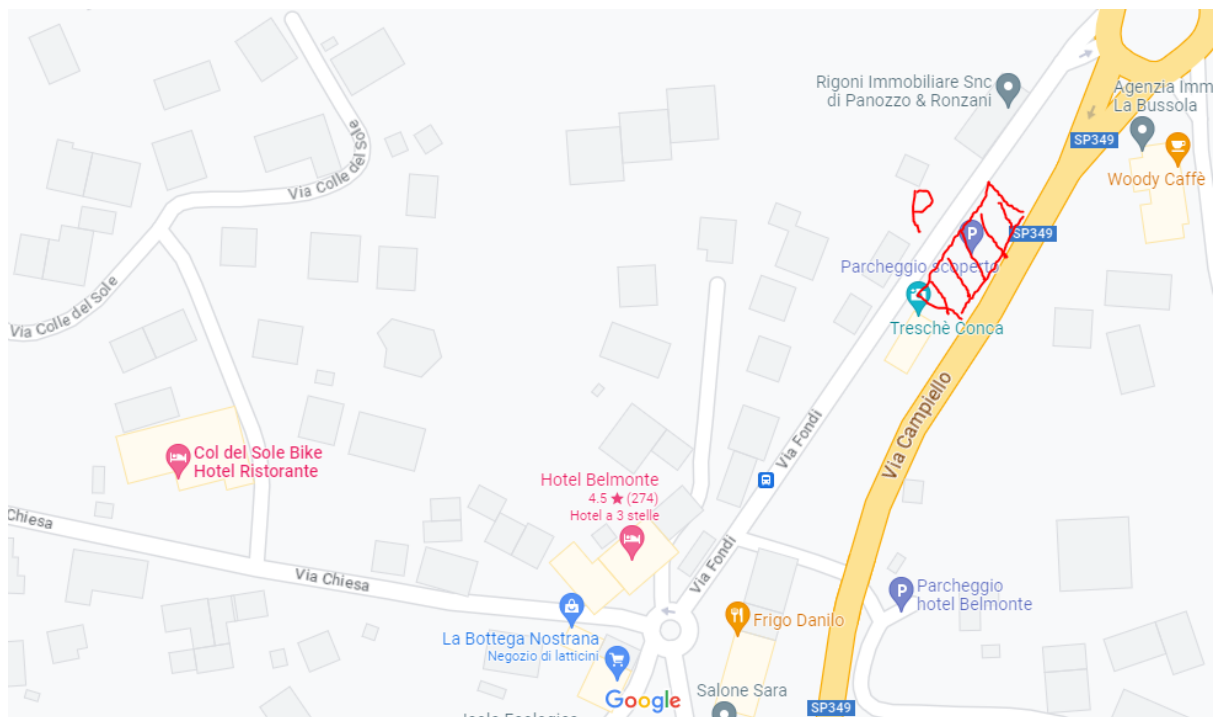 Rigoni Immobiliare Snc
di Panozzo & Ronzani
Agenzia Imm
La Bussola
SP349
Woody Caffè
Via Colle del Sole
P
P
SP349
Parcheggio scoperto
Treschè Conca
Via Colle del Sole
Via Campiello
Via Fondi
Col del Sole Bike
Hotel Ristorante
Hotel Belmonte
4.5 ★ (274)
Hotel a 3 stelle
Chiesa
Via Chiesa
Via Fondi
P
Parcheggio
hotel Belmonte
Frigo Danilo
La Bottega Nostrana
Negozio di latticini
Google
Salone Sara
SP349